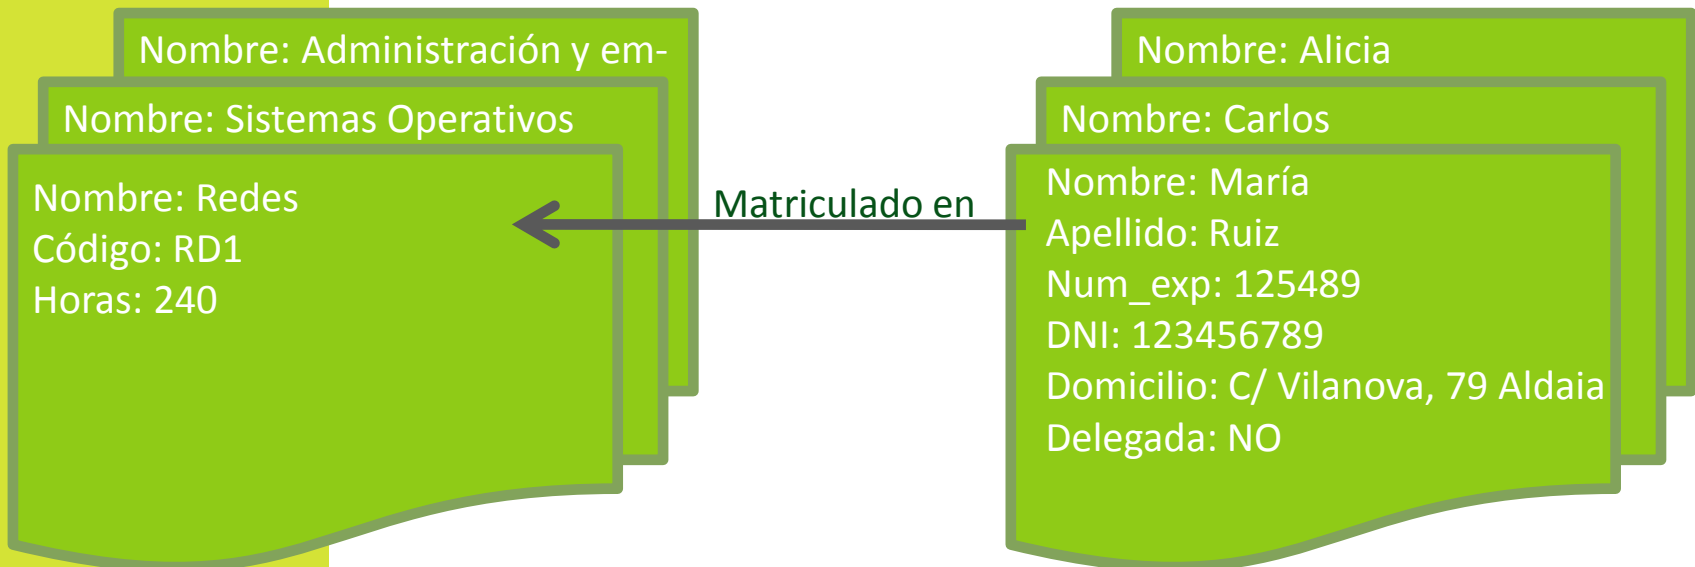 Nombre: Administración y em-
Nombre: Sistemas Operativos
Nombre: Redes
Código: RD1
Horas: 240
Matriculado en
Nombre: Alicia
Nombre: Carlos
Nombre: María
Apellido: Ruiz
Num_exp: 125489
DNI: 123456789
Domicilio: C/ Vilanova, 79 Aldaia
Delegada: NO